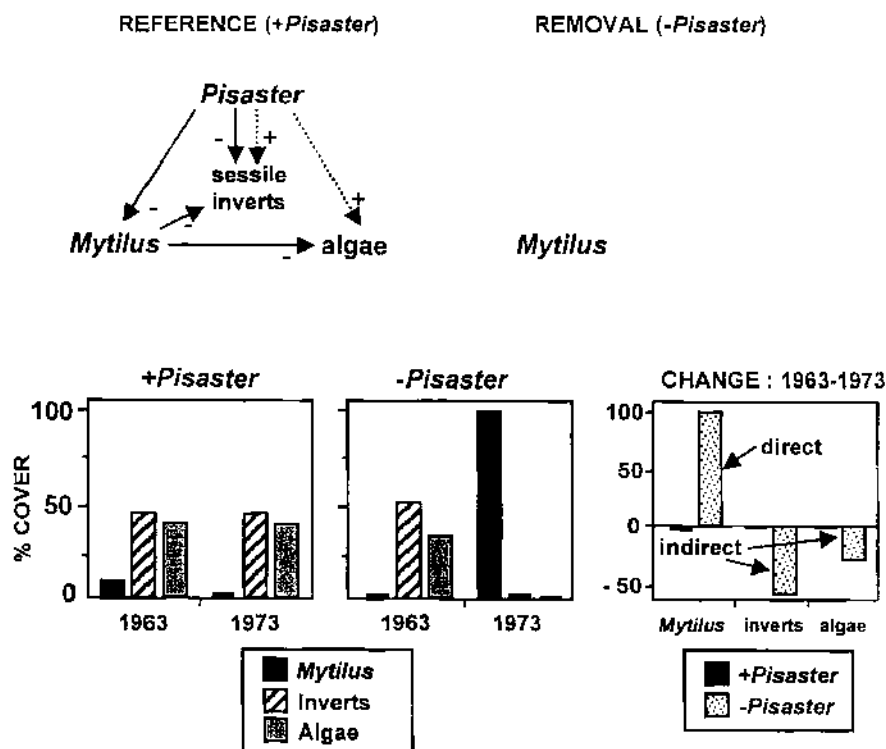 REFERENCE (+Pisaster) REMOVAL (-Pisaster)
Pisaster
- +
sessile
inverts
+
-
-
Mytilus - algae Mytilus
-
+Pisaster -Pisaster CHANGE : 1963-1973
% COVER
100
50
0
1963 1973
1963 1973
100
50
0
- 50
direct
indirect
Mytilus inverts algae
Mytilus
Inverts
Algae
+Pisaster
-Pisaster